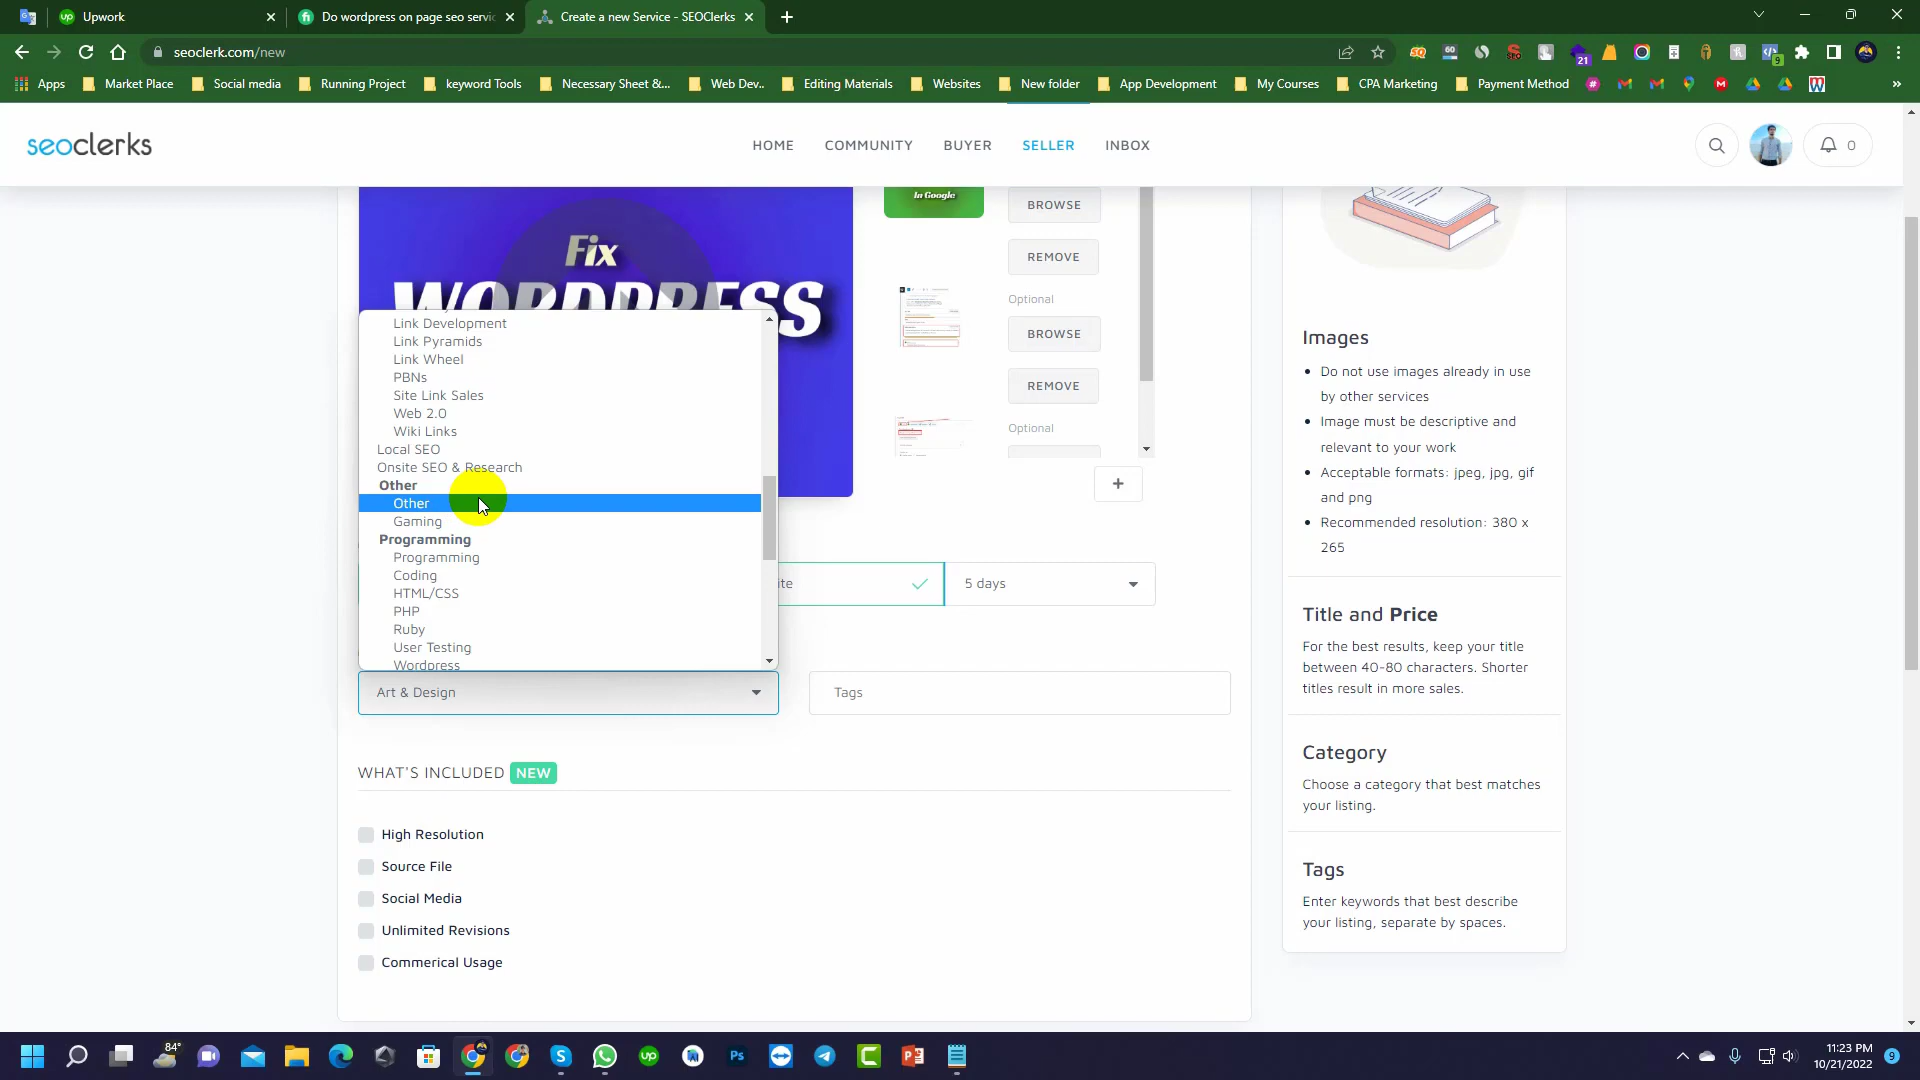 Upwork
Do wordpress on page seo servic
Create a new Service - SEOClerks
seoclerk.com/new
60
21
9
Apps
Market Place
Social media
Running Project
keyword Tools
Necessary Sheet &...
Web Dev..
Editing Materials
Websites
New folder
App Development
My Courses
CPA Marketing
Payment Method
seoclerks
HOME
COMMUNITY
BUYER
SELLER
INBOX
0
Fix
WORDPRESS
In Google
BROWSE
REMOVE
Optional
BROWSE
REMOVE
Optional
+
Link Development
Link Pyramids
Link Wheel
PBNs
Site Link Sales
Web 2.0
Wiki Links
Local SEO
Onsite SEO & Research
Other
Other
Gaming
Programming
Programming
Coding
HTML/CSS
PHP
Ruby
User Testing
Wordpress
ite
5 days
Art & Design
Tags
WHAT'S INCLUDED NEW
High Resolution
Source File
Social Media
Unlimited Revisions
Commerical Usage
Images
Do not use images already in use
by other services
Image must be descriptive and
relevant to your work
Acceptable formats: jpeg, jpg, gif
and png
Recommended resolution: 380 x
265
Title and Price
For the best results, keep your title
between 40-80 characters. Shorter
titles result in more sales.
Category
Choose a category that best matches
your listing.
Tags
Enter keywords that best describe
your listing, separate by spaces.
84°
11:23 PM
10/21/2022
9